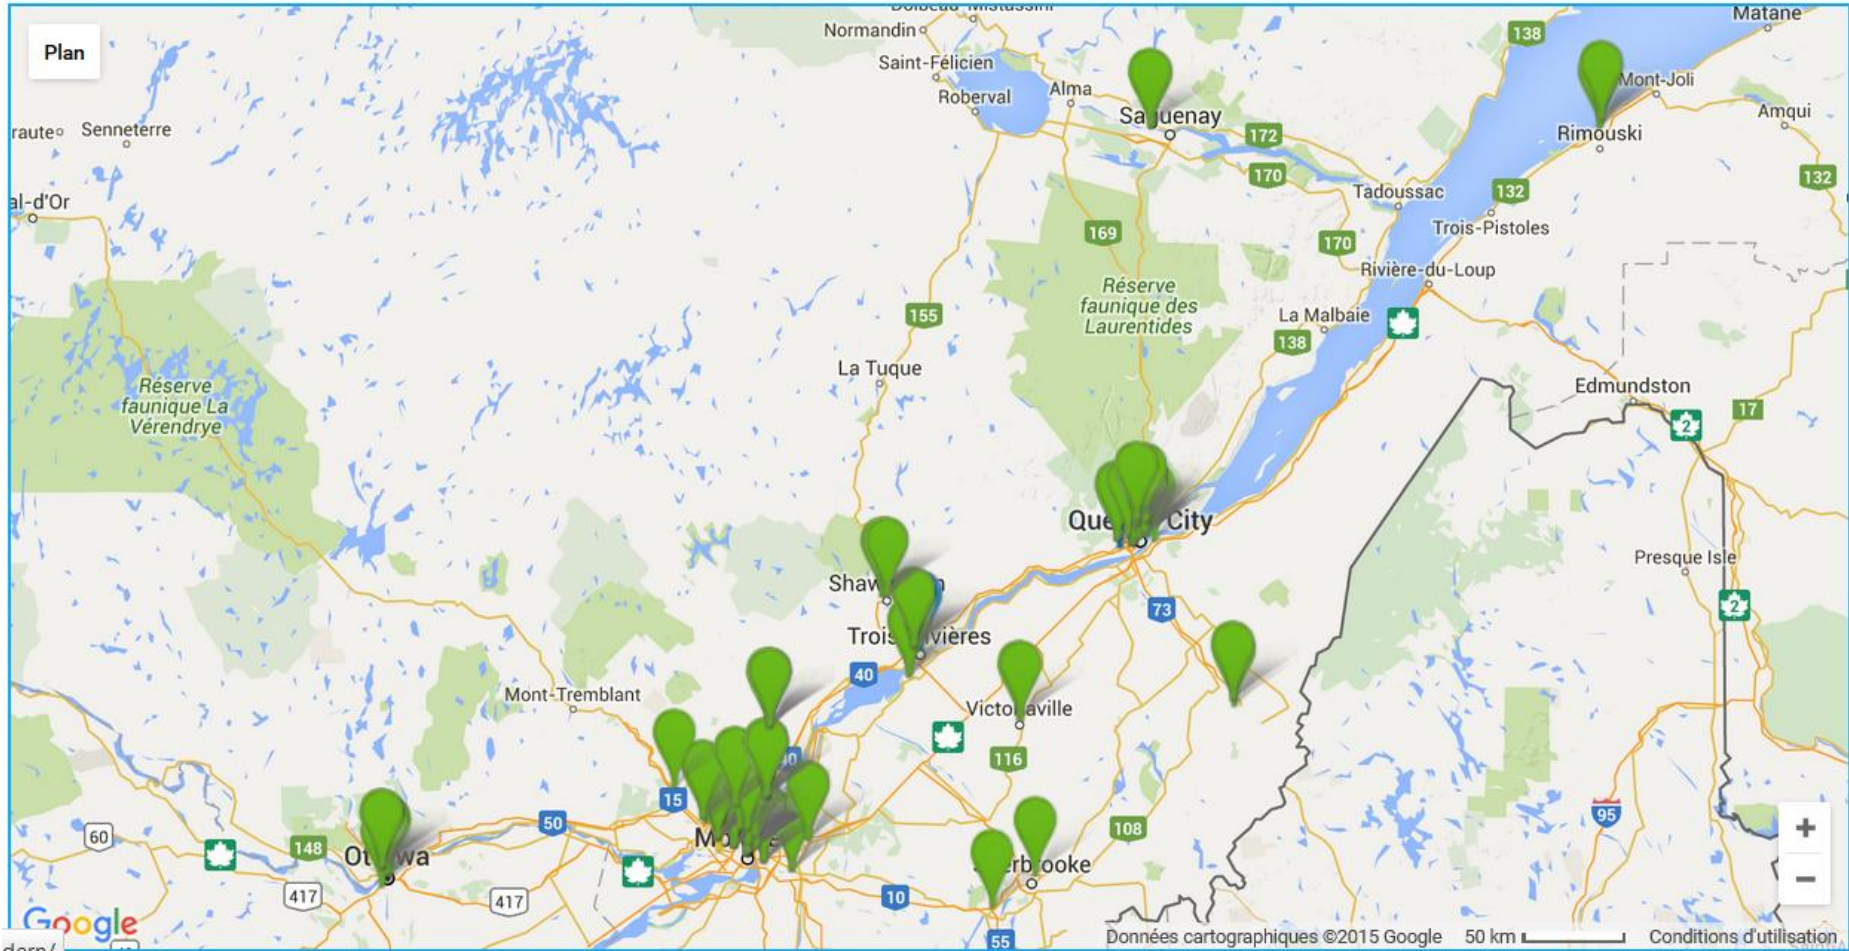 Plan
Normandin
Saint-Félicien
Roberval
Alma
138
Matane
Mont-Joli
Amqui
Saguenay
172
Rimouski
Senneterre
170
132
132
Tadoussac
Trois-Pistoles
al-d'Or
169
170
Rivière-du-Loup
Réserve
faunique des
Laurentides
La Malbaie
155
138
La Tuque
Réserve
faunique La
Vérendrye
Edmundston
17
2
Presque Isle
2
73
40
Mont-Tremblant
116
15
50
60
148
108
95
417
417
10
55
+
−
Google
Données cartographiques ©2015 Google
50 km
Conditions d'utilisation